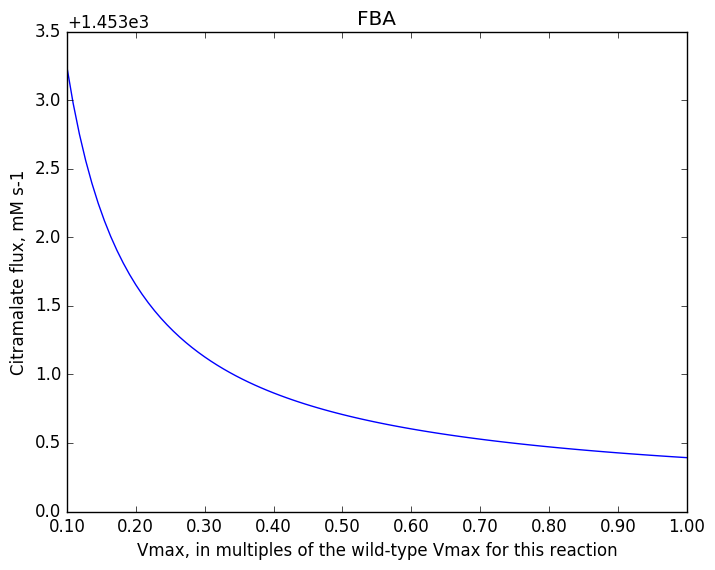 FBA
+1.453e3
3.5
3.0
2.5
2.0
1.5
1.0
0.5
0.0
Citramalate flux, mM s-1
0.10 0.20 0.30 0.40 0.50 0.60 0.70 0.80 0.90 1.00
Vmax, in multiples of the wild-type Vmax for this reaction